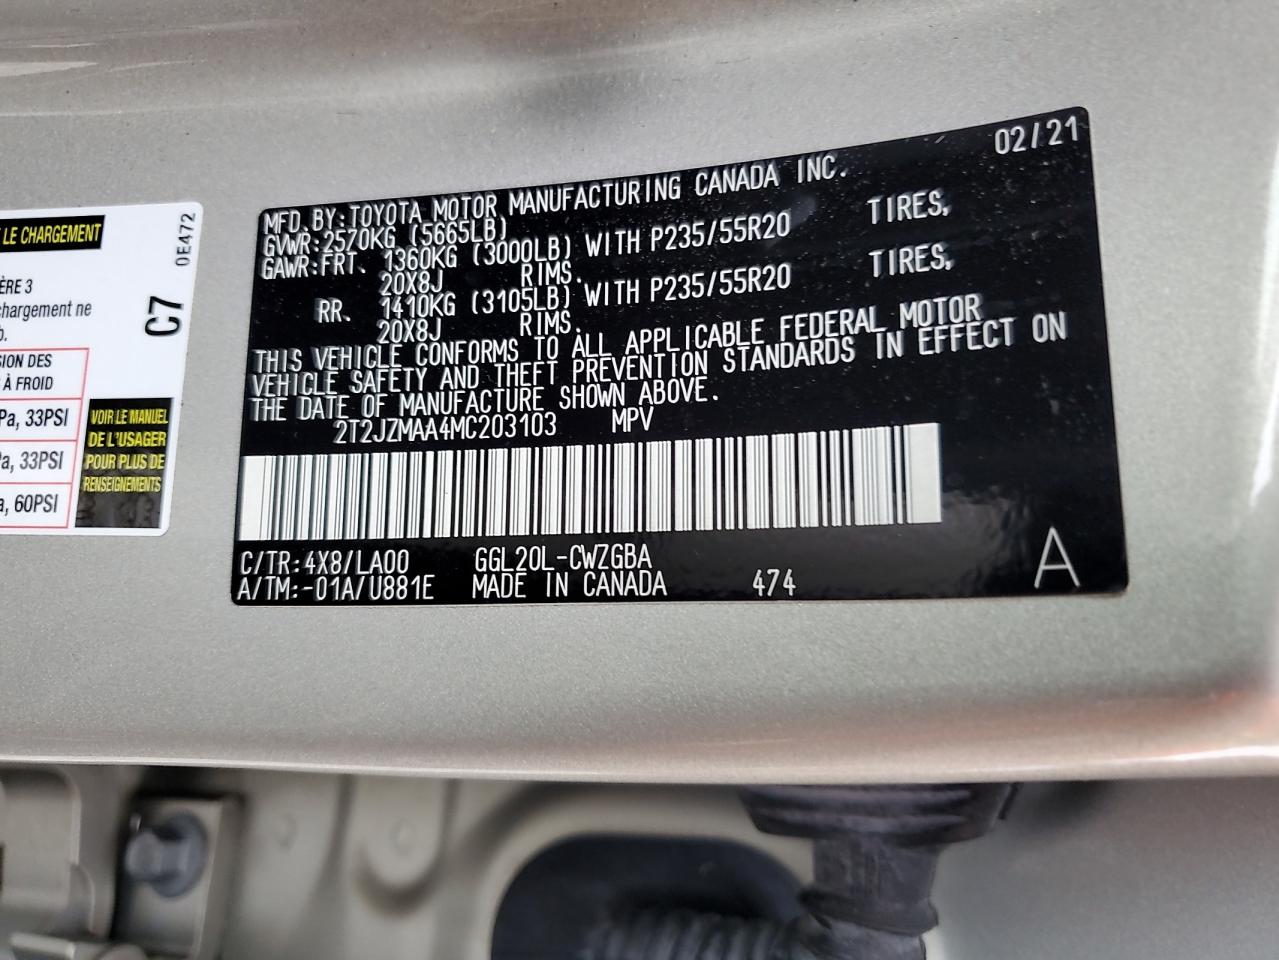 LE CHARGEMENT
0E472
ÈRE 3
chargement ne
b.
C7
SION DES
À FROID
Pa, 33PSI
a, 33PSI
a, 60PSI
VOIR LE MANUEL
DE L'USAGER
POUR PLUS DE
RENSEIGNEMENTS
02/21
MFD.BY:TOYOTA MOTOR MANUFACTURING CANADA INC.
GVWR:2570KG (5665LB)
GAWR:FRT. 1360KG (3000LB) WITH P235/55R20 TIRES,
20X8J RIMS.
RR. 1410KG (3105LB) WITH P235/55R20 TIRES,
20X8J RIMS.
THIS VEHICLE CONFORMS TO ALL APPLICABLE FEDERAL MOTOR
VEHICLE SAFETY AND THEFT PREVENTION STANDARDS IN EFFECT ON
THE DATE OF MANUFACTURE SHOWN ABOVE.
2T2JZMAA4MC203103 MPV
C/TR:4X8/LA00 GGL20L-CWZGBA
A/TM:-01A/U881E MADE IN CANADA 474
A